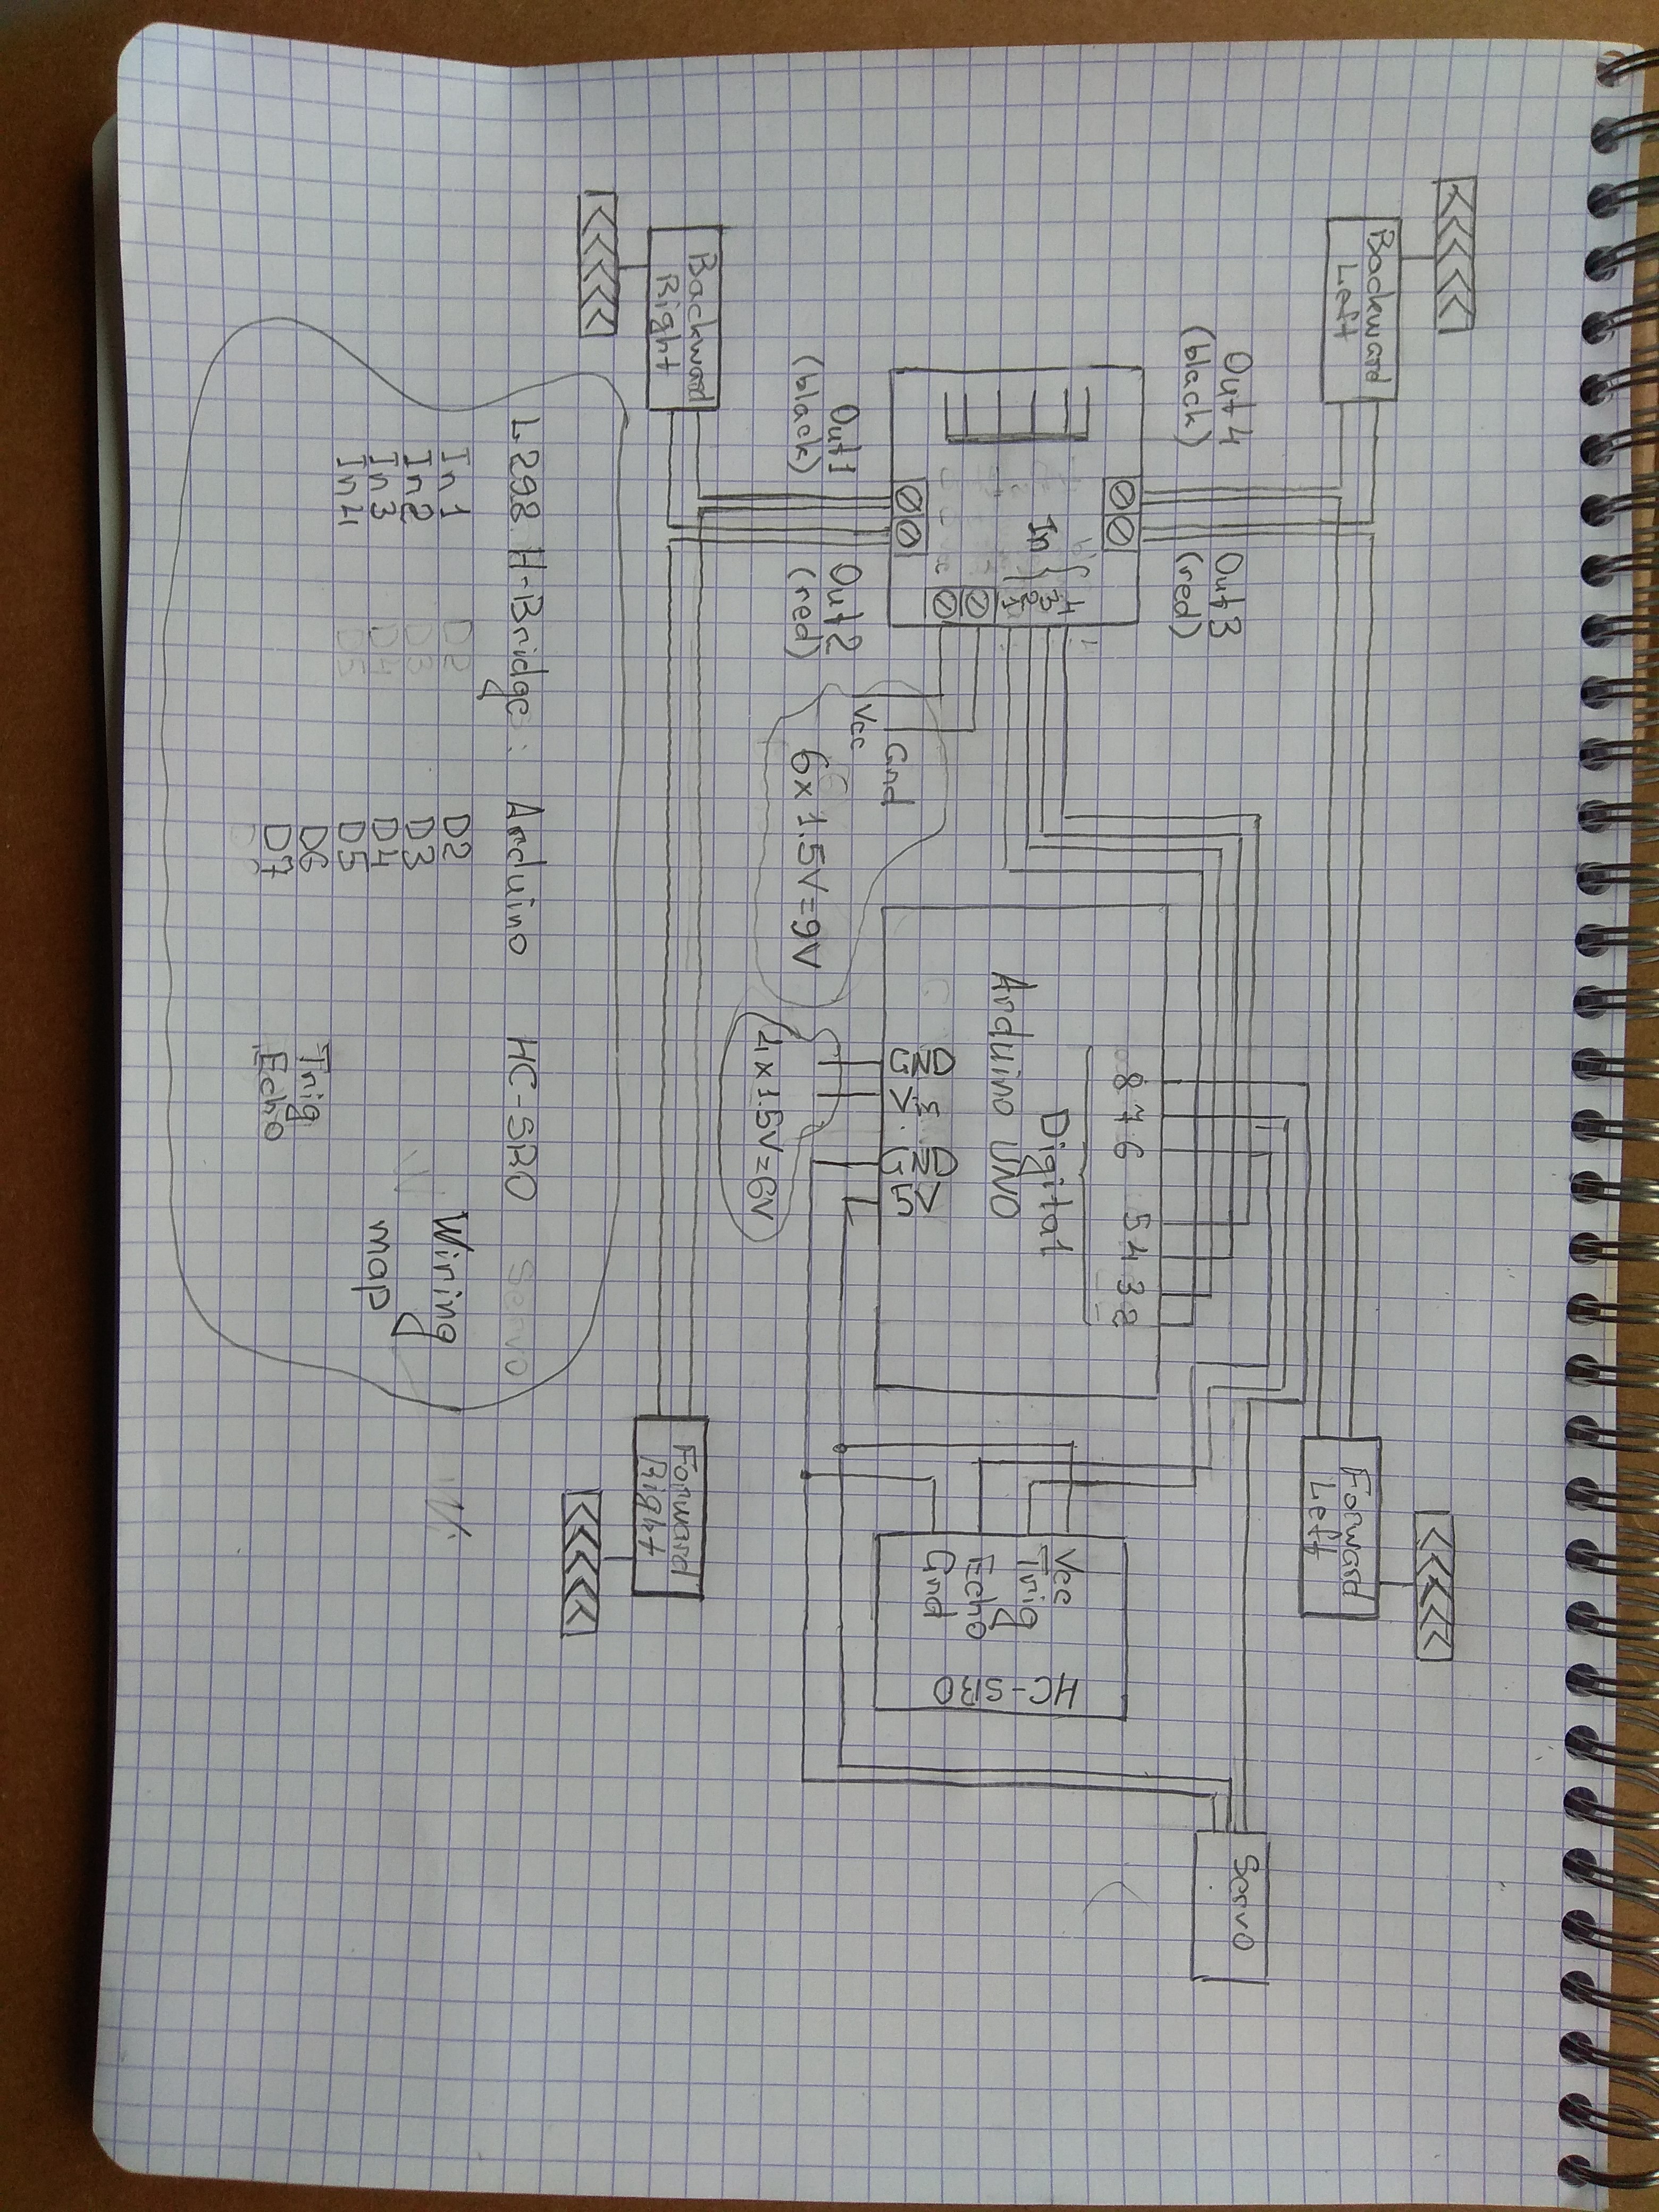 Backward
Left
Forward
Left
Out 4
(black)
Out 3
(red)
Servo
In { 4
3
2
1
8 7 6 5 4 3 2
Digital
Arduino UNO
GND
V
GND
5V
Vcc
Trig
Echo
Gnd
HC-SR0
Out 1
(black)
Out 2
(red)
Gnd
Vcc
6 x 1.5V = 9V
4 x 1.5V = 6V
Backward
Right
Forward
Right
L298 H-Bridge : Arduino HC-SR0 Servo
In 1 D2 D2
In 2 D3 D3
In 3 D4 D4
In 4 D5 D5
D6 Trig
D7 Echo
Wiring
map